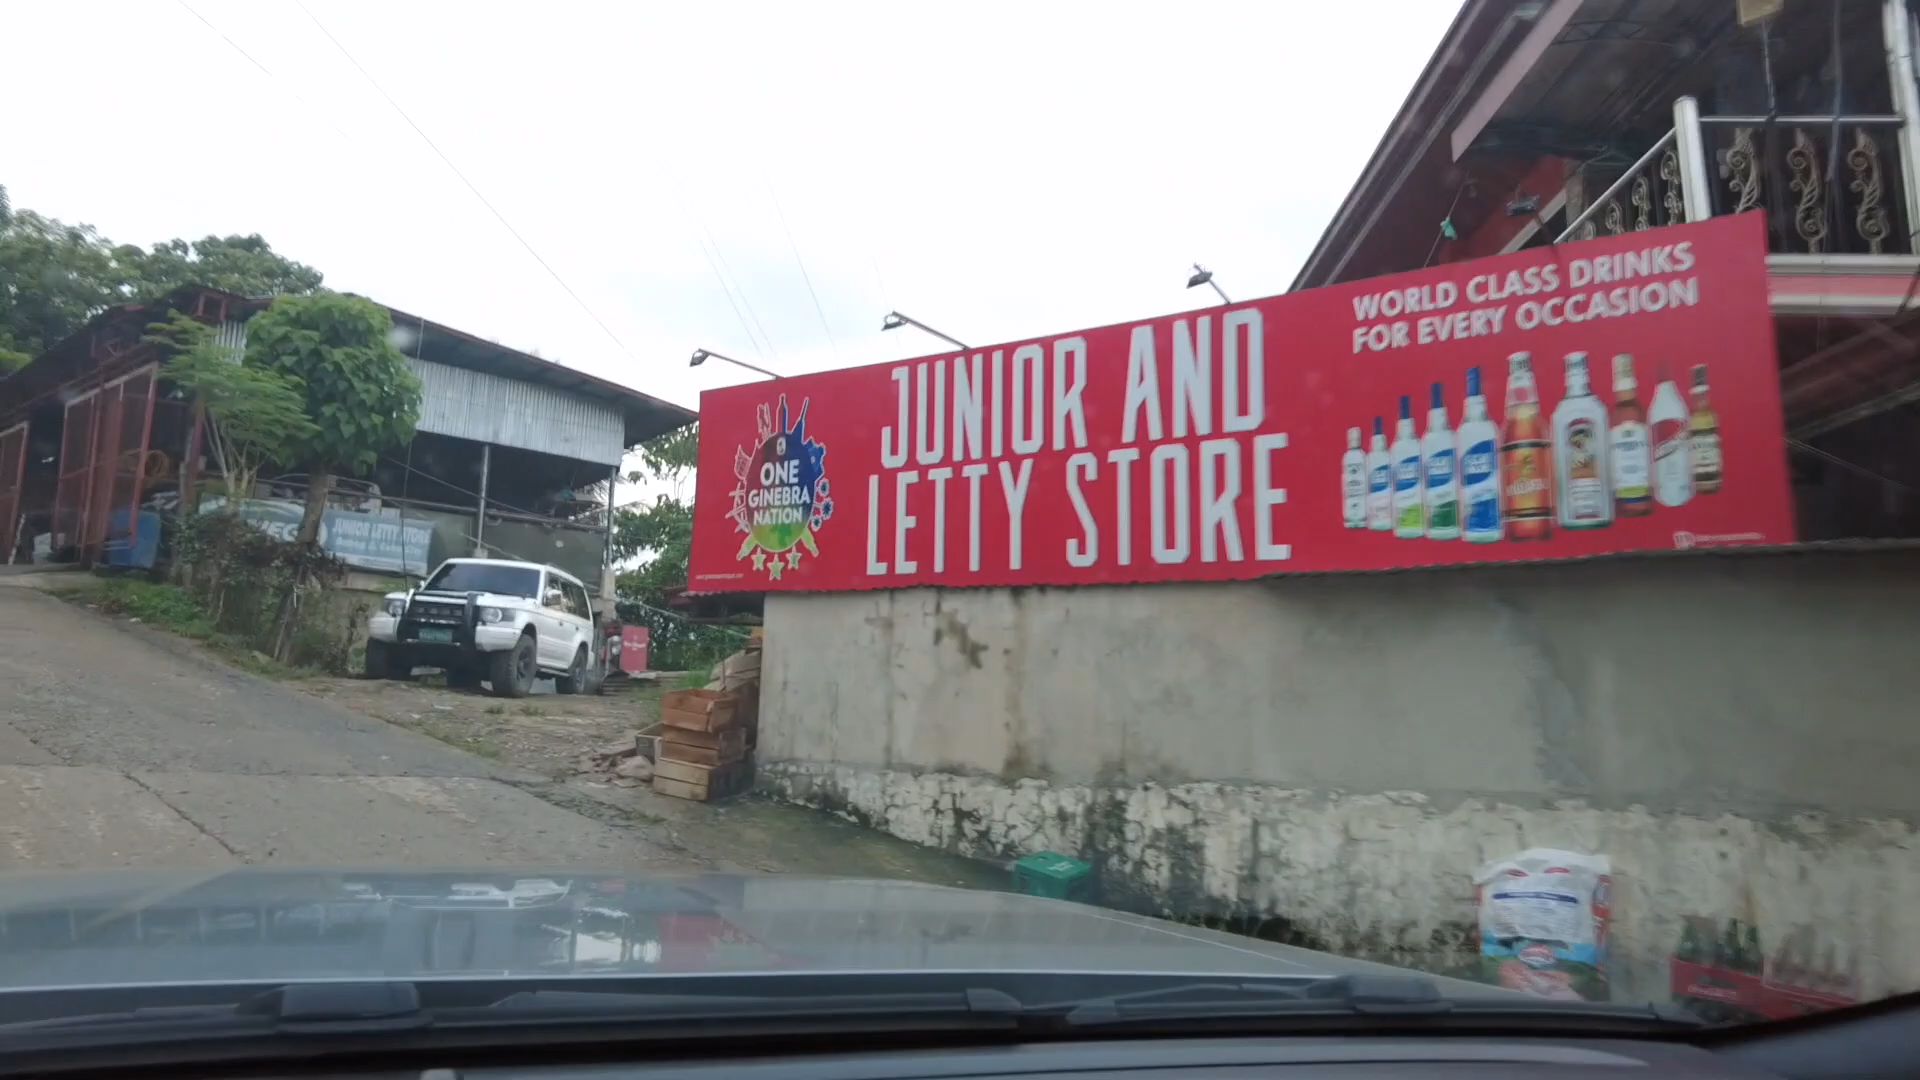 ONE
GINEBRA
NATION
JUNIOR AND
LETTY STORE
WORLD CLASS DRINKS
FOR EVERY OCCASION
JUNIOR LETTY STORE